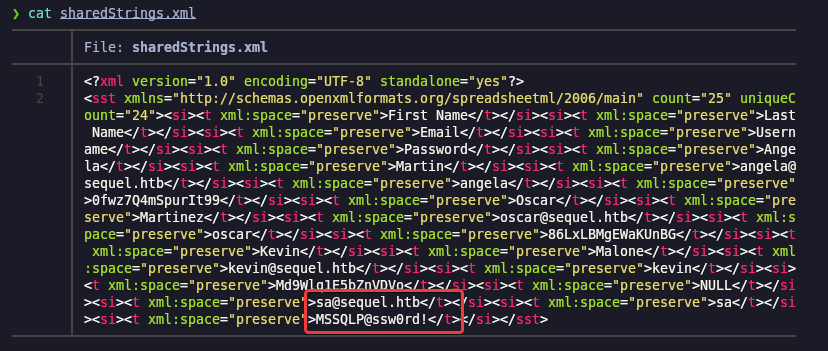 ❯ cat sharedStrings.xml
File: sharedStrings.xml
1 <?xml version="1.0" encoding="UTF-8" standalone="yes"?>
2 <sst xmlns="http://schemas.openxmlformats.org/spreadsheetml/2006/main" count="25" uniqueC
ount="24"><si><t xml:space="preserve">First Name</t></si><si><t xml:space="preserve">Last
Name</t></si><si><t xml:space="preserve">Email</t></si><si><t xml:space="preserve">Usern
ame</t></si><si><t xml:space="preserve">Password</t></si><si><t xml:space="preserve">Ange
la</t></si><si><t xml:space="preserve">Martin</t></si><si><t xml:space="preserve">angela@
sequel.htb</t></si><si><t xml:space="preserve">angela</t></si><si><t xml:space="preserve"
>0fwz7Q4mSpurIt99</t></si><si><t xml:space="preserve">Oscar</t></si><si><t xml:space="pre
serve">Martinez</t></si><si><t xml:space="preserve">oscar@sequel.htb</t></si><si><t xml:s
pace="preserve">oscar</t></si><si><t xml:space="preserve">86LxLBMgEWaKUnBG</t></si><si><t
xml:space="preserve">Kevin</t></si><si><t xml:space="preserve">Malone</t></si><si><t xml
:space="preserve">kevin@sequel.htb</t></si><si><t xml:space="preserve">kevin</t></si><si>
<t xml:space="preserve">Md9Wlq1E5bZnVDVo</t></si><si><t xml:space="preserve">NULL</t></si
><si><t xml:space="preserve">sa@sequel.htb</t></si><si><t xml:space="preserve">sa</t></si
><si><t xml:space="preserve">MSSQLP@ssw0rd!</t></si></sst>